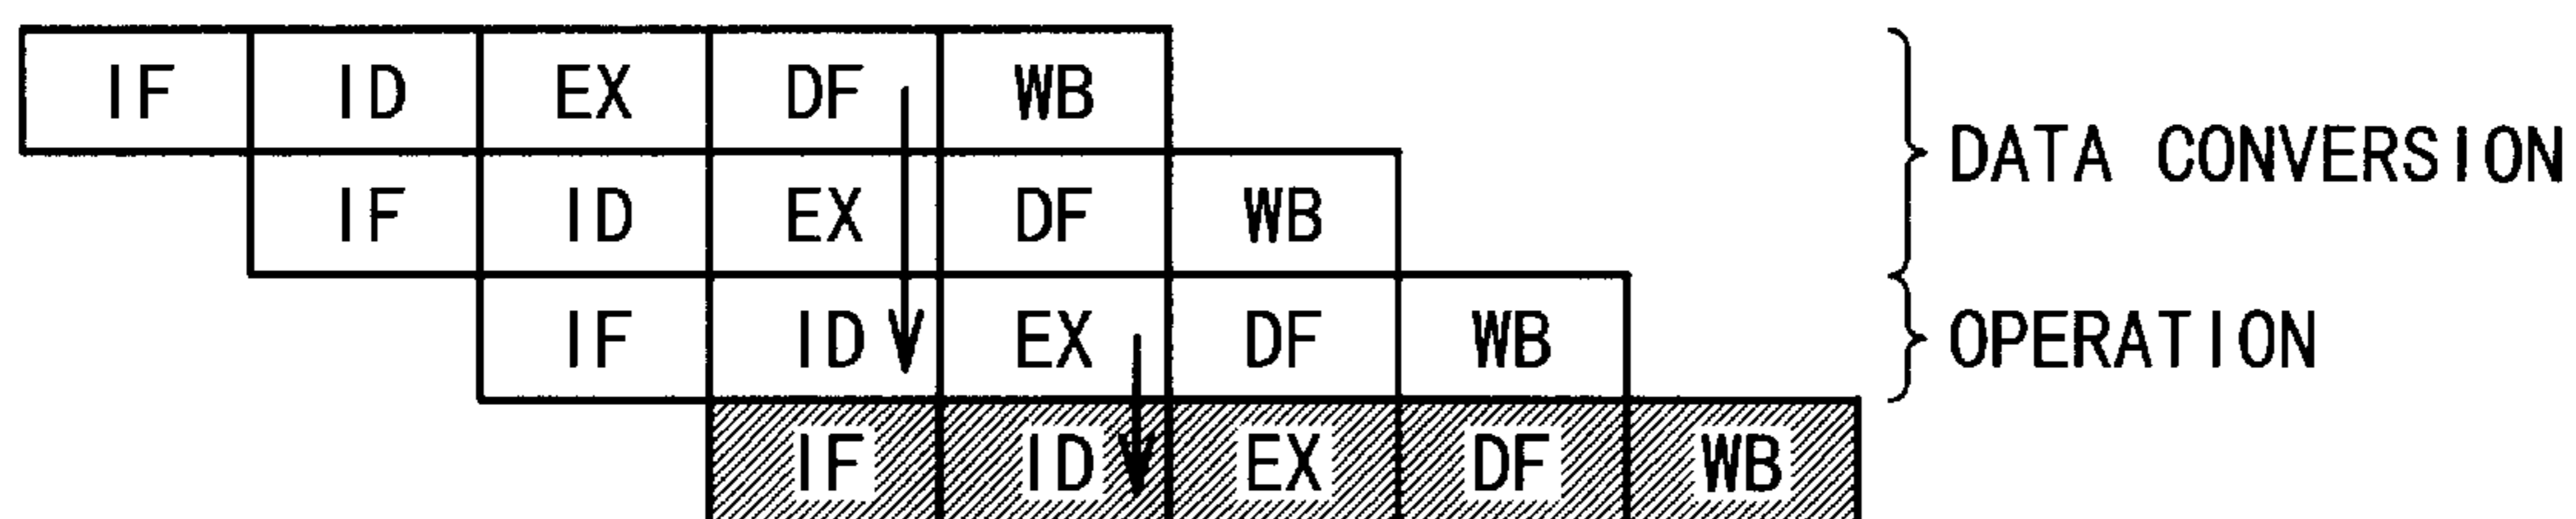 IF ID EX DF WB
DATA CONVERSION
IF ID EX DF WB
IF ID EX DF WB
OPERATION
IF ID EX DF WB